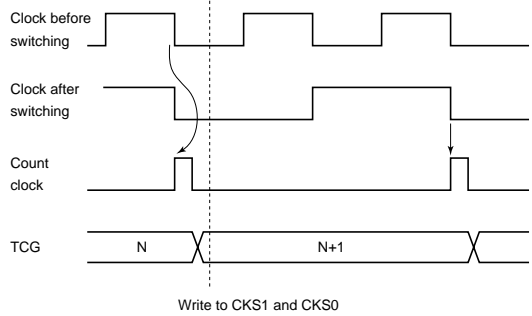 Clock before
switching
Clock after
switching
Count
clock
TCG
N
N+1
Write to CKS1 and CKS0